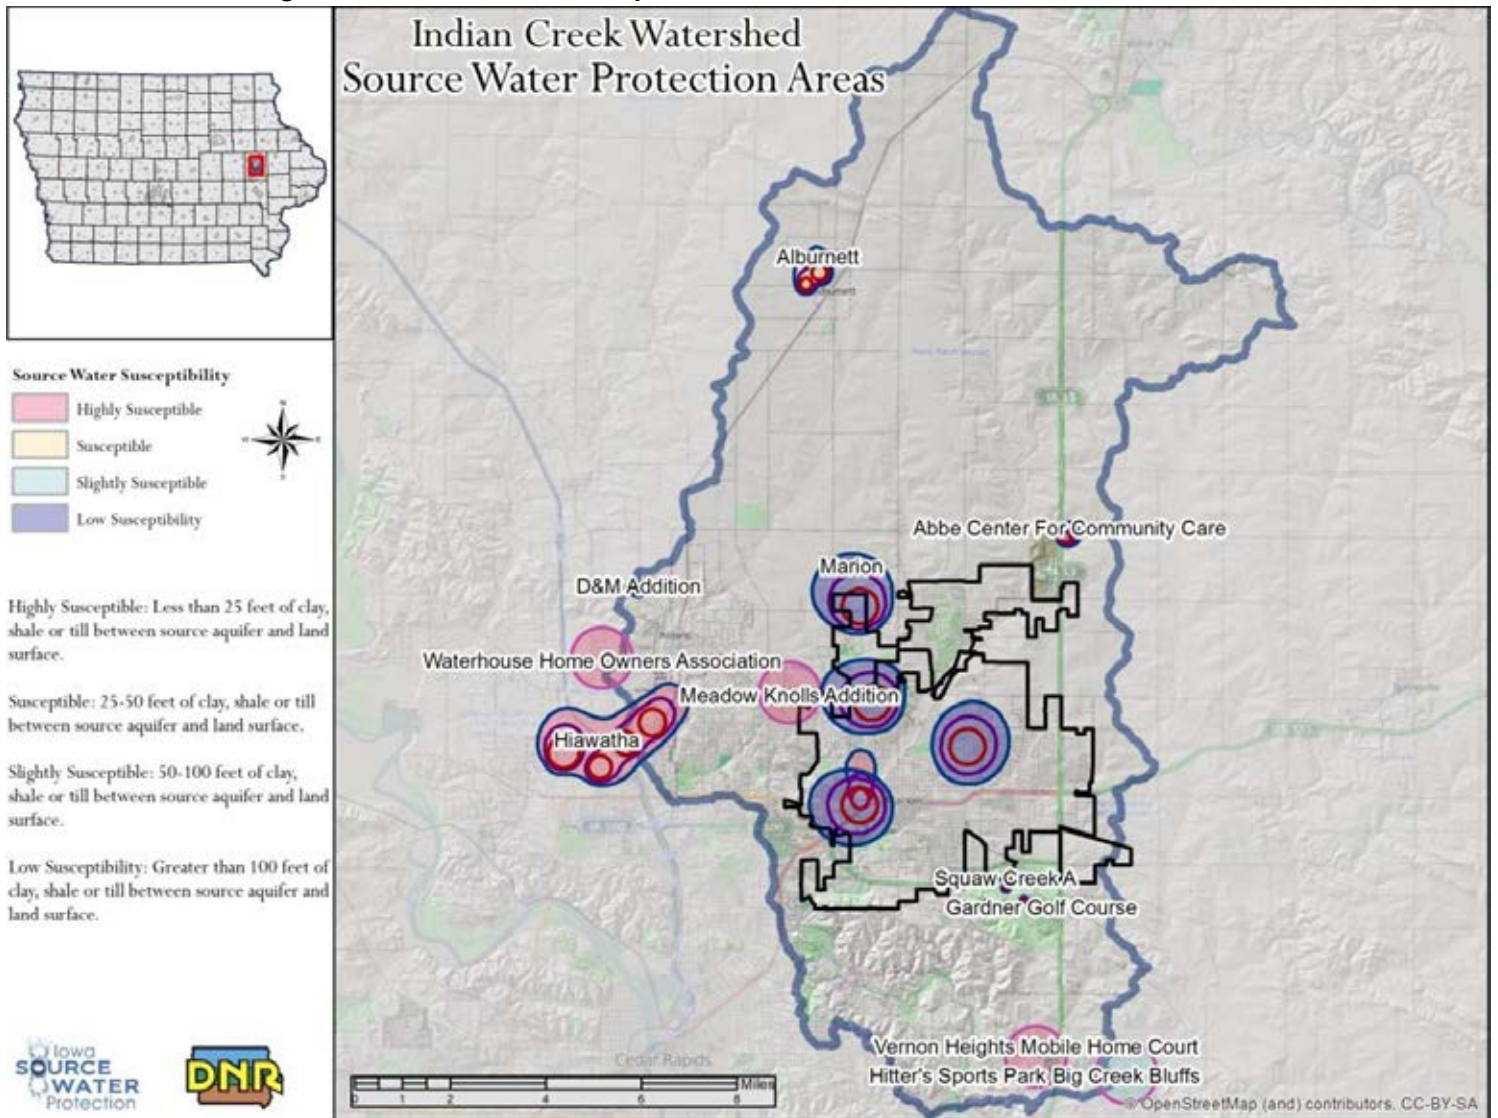 Indian Creek Watershed
Source Water Protection Areas
Source Water Susceptibility
Highly Susceptible
Susceptible
Slightly Susceptible
Low Susceptibility
N
Highly Susceptible: Less than 25 feet of clay,
shale or till between source aquifer and land
surface.
Susceptible: 25-50 feet of clay, shale or till
between source aquifer and land surface.
Slightly Susceptible: 50-100 feet of clay,
shale or till between source aquifer and land
surface.
Low Susceptibility: Greater than 100 feet of
clay, shale or till between source aquifer and
land surface.
Iowa
SOURCE
WATER
Protection
DNR
Alburnett
Abbe Center For Community Care
Marion
D&M Addition
Waterhouse Home Owners Association
Meadow Knolls Addition
Hiawatha
Squaw Creek A
Gardner Golf Course
Vernon Heights Mobile Home Court
Hitter's Sports Park Big Creek Bluffs
Cedar Rapids
Miles
0 1 2 4 6 8
© OpenStreetMap (and) contributors, CC-BY-SA